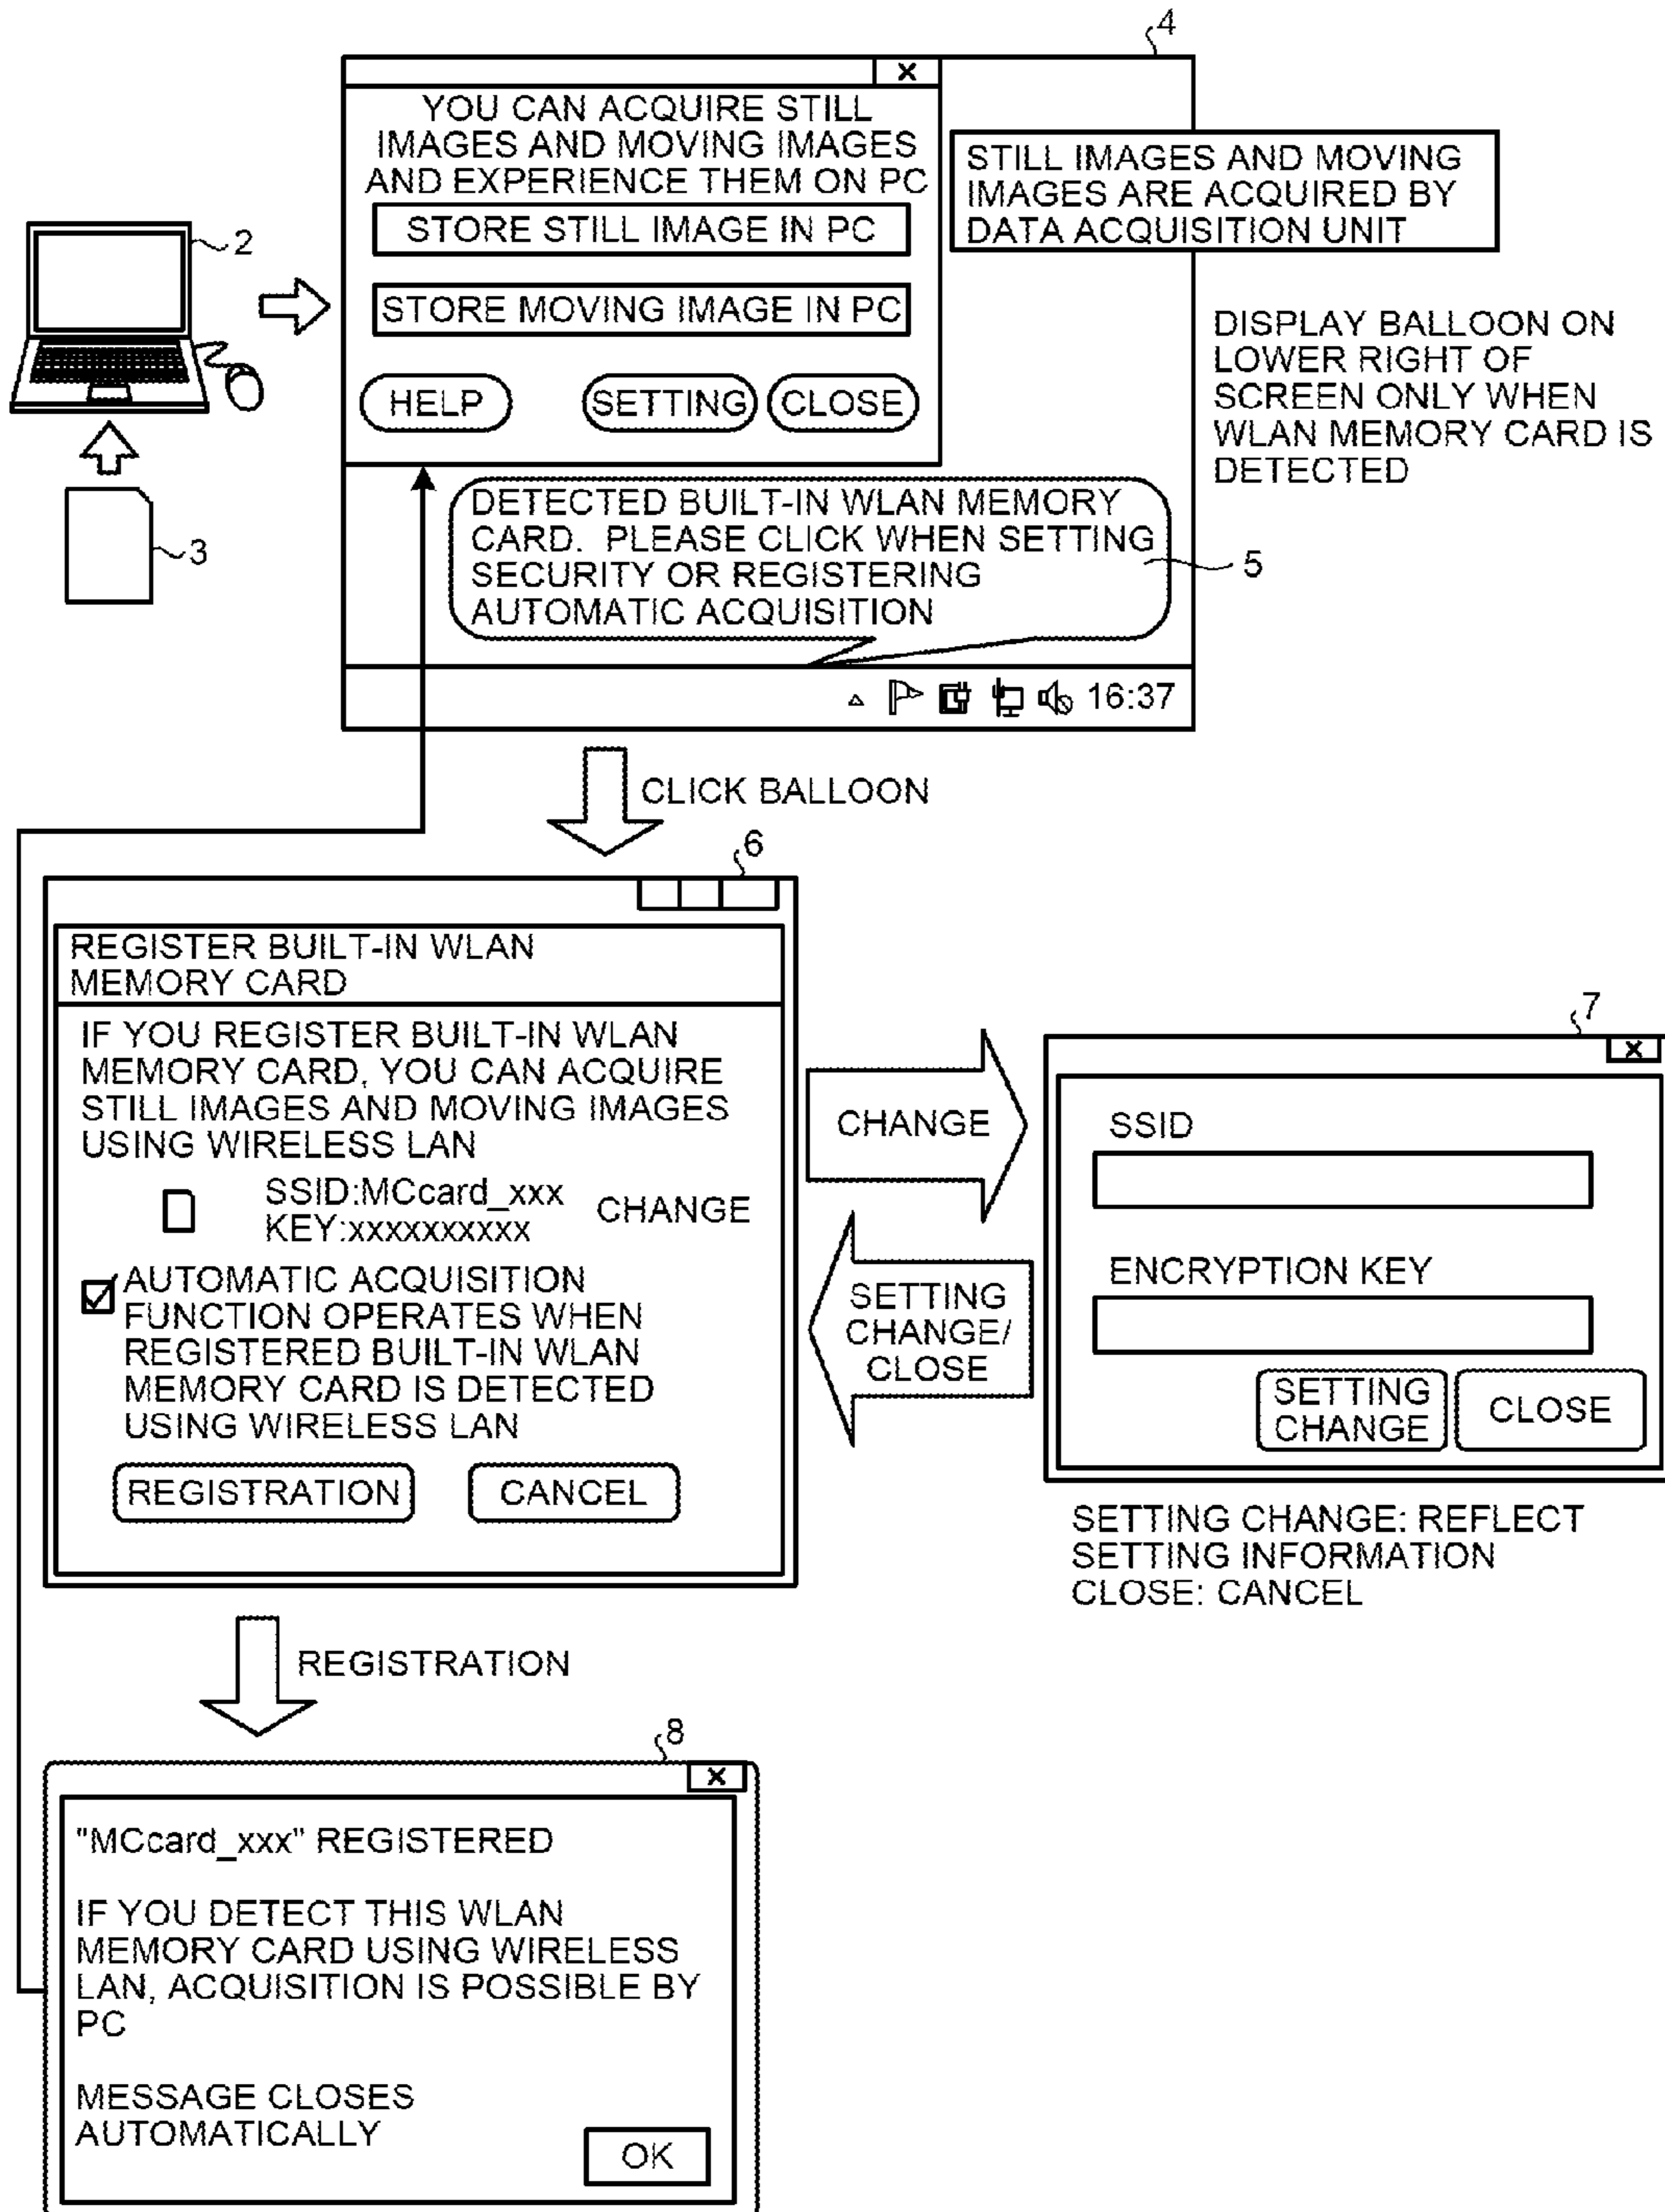 4
X
YOU CAN ACQUIRE STILL
IMAGES AND MOVING IMAGES
AND EXPERIENCE THEM ON PC
STORE STILL IMAGE IN PC
STORE MOVING IMAGE IN PC
HELP
SETTING
CLOSE
STILL IMAGES AND MOVING
IMAGES ARE ACQUIRED BY
DATA ACQUISITION UNIT
2
3
DISPLAY BALLOON ON
LOWER RIGHT OF
SCREEN ONLY WHEN
WLAN MEMORY CARD IS
DETECTED
DETECTED BUILT-IN WLAN MEMORY
CARD. PLEASE CLICK WHEN SETTING
SECURITY OR REGISTERING
AUTOMATIC ACQUISITION
5
16:37
CLICK BALLOON
6
REGISTER BUILT-IN WLAN
MEMORY CARD
IF YOU REGISTER BUILT-IN WLAN
MEMORY CARD, YOU CAN ACQUIRE
STILL IMAGES AND MOVING IMAGES
USING WIRELESS LAN
SSID:MCcard_xxx
KEY:xxxxxxxxxx
CHANGE
AUTOMATIC ACQUISITION
FUNCTION OPERATES WHEN
REGISTERED BUILT-IN WLAN
MEMORY CARD IS DETECTED
USING WIRELESS LAN
REGISTRATION
CANCEL
CHANGE
SETTING
CHANGE/
CLOSE
7
X
SSID
ENCRYPTION KEY
SETTING
CHANGE
CLOSE
SETTING CHANGE: REFLECT
SETTING INFORMATION
CLOSE: CANCEL
REGISTRATION
8
X
"MCcard_xxx" REGISTERED
IF YOU DETECT THIS WLAN
MEMORY CARD USING WIRELESS
LAN, ACQUISITION IS POSSIBLE BY
PC
MESSAGE CLOSES
AUTOMATICALLY
OK